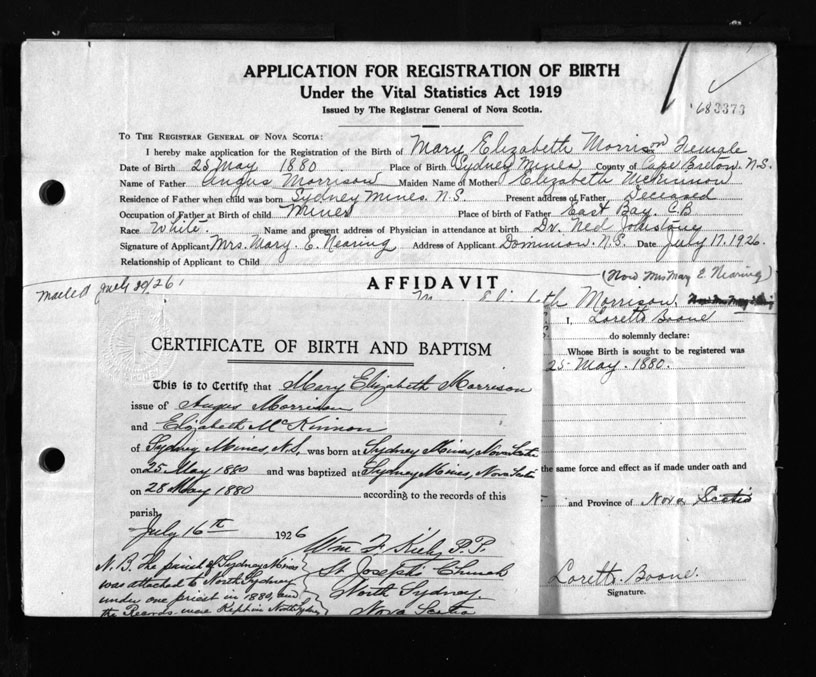 APPLICATION FOR REGISTRATION OF BIRTH
Under the Vital Statistics Act 1919
Issued by The Registrar General of Nova Scotia.
683373
TO THE REGISTRAR GENERAL OF NOVA SCOTIA:
I hereby make application for the Registration of the Birth of Mary Elizabeth Morrison Female
Date of Birth 25 May 1880. Place of Birth Sydney Mines County of Cape Breton. N.S.
Name of Father Angus Morrison Maiden Name of Mother Elizabeth McKinnon
Residence of Father when child was born Sydney Mines. N.S. Present address of Father Deceased
Occupation of Father at Birth of child Miner Place of birth of Father East Bay. C.B
Race White. Name and present address of Physician in attendance at birth Dr. Ned Johnstone
Signature of Applicant Mrs. Mary. E. Nearing Address of Applicant Dominion. N.S. Date July 17. 1926.
Relationship of Applicant to Child
(Now Mrs Mary E. Nearing)
mailed July 20/26
AFFIDAVIT
Morrison,
I, Loretto Boone
do solemnly declare:
Whose Birth is sought to be registered was
25 May. 1880.
the same force and effect as if made under oath and
and Province of Nova Scotia
Loretto Boone.
Signature.
CERTIFICATE OF BIRTH AND BAPTISM
This is to Certify that Mary Elizabeth Morrison
issue of Angus Morrison
and Elizabeth McKinnon
of Sydney Mines, N.S, was born at Sydney Mines, Nova Scotia
on 25 May 1880 and was baptized at Sydney Mines, Nova Scotia
on 28 May 1880 according to the records of this
parish.
July 16th 1926
Wm F Kiely P.P.
St Joseph's Church
North Sydney.
Nova Scotia
N.B. The parish of Sydney Mines
was attached to North Sydney
under one priest in 1880, and
the Records were Kept in North Sydney